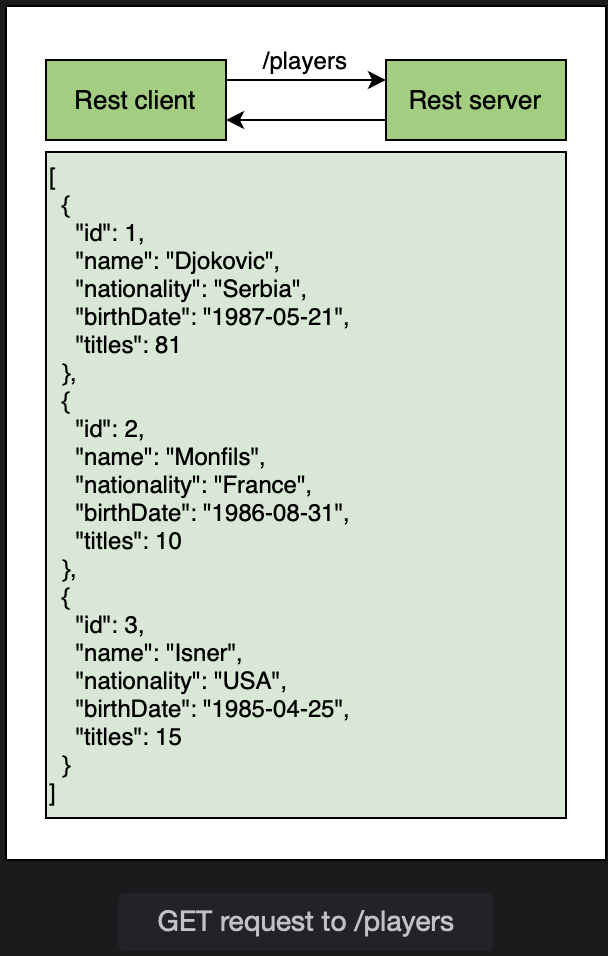 /players
Rest client
Rest server
[
{
"id": 1,
"name": "Djokovic",
"nationality": "Serbia",
"birthDate": "1987-05-21",
"titles": 81
},
{
"id": 2,
"name": "Monfils",
"nationality": "France",
"birthDate": "1986-08-31",
"titles": 10
},
{
"id": 3,
"name": "Isner",
"nationality": "USA",
"birthDate": "1985-04-25",
"titles": 15
}
]
GET request to /players